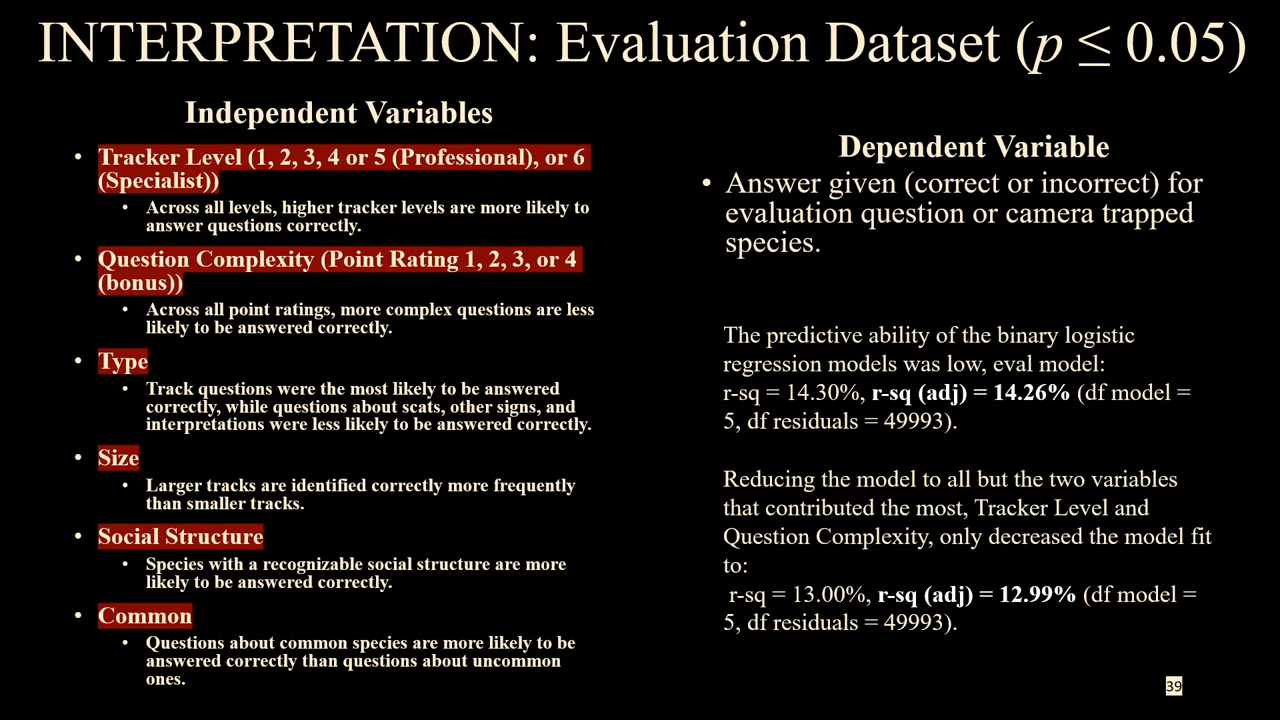 INTERPRETATION: Evaluation Dataset (p ≤ 0.05)
Independent Variables
• Tracker Level (1, 2, 3, 4 or 5 (Professional), or 6
(Specialist))
• Across all levels, higher tracker levels are more likely to
answer questions correctly.
• Question Complexity (Point Rating 1, 2, 3, or 4
(bonus))
• Across all point ratings, more complex questions are less
likely to be answered correctly.
• Type
• Track questions were the most likely to be answered
correctly, while questions about scats, other signs, and
interpretations were less likely to be answered correctly.
• Size
• Larger tracks are identified correctly more frequently
than smaller tracks.
• Social Structure
• Species with a recognizable social structure are more
likely to be answered correctly.
• Common
• Questions about common species are more likely to be
answered correctly than questions about uncommon
ones.
Dependent Variable
• Answer given (correct or incorrect) for
evaluation question or camera trapped
species.
The predictive ability of the binary logistic
regression models was low, eval model:
r-sq = 14.30%, r-sq (adj) = 14.26% (df model =
5, df residuals = 49993).
Reducing the model to all but the two variables
that contributed the most, Tracker Level and
Question Complexity, only decreased the model fit
to:
r-sq = 13.00%, r-sq (adj) = 12.99% (df model =
5, df residuals = 49993).
39